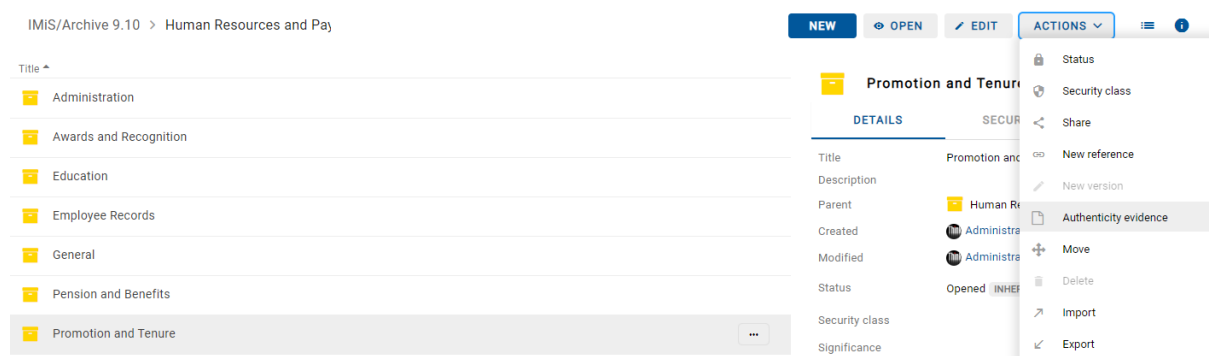 IMiS/Archive 9.10 > Human Resources and Pay
NEW OPEN EDIT ACTIONS
Title
Administration
Awards and Recognition
Education
Employee Records
General
Pension and Benefits
Promotion and Tenure
Promotion and Tenure
DETAILS SECUR
Title Promotion and
Description
Parent Human Re
Created Administra
Modified Administra
Status Opened INHER
Security class
Significance
Status
Security class
Share
New reference
New version
Authenticity evidence
Move
Delete
Import
Export